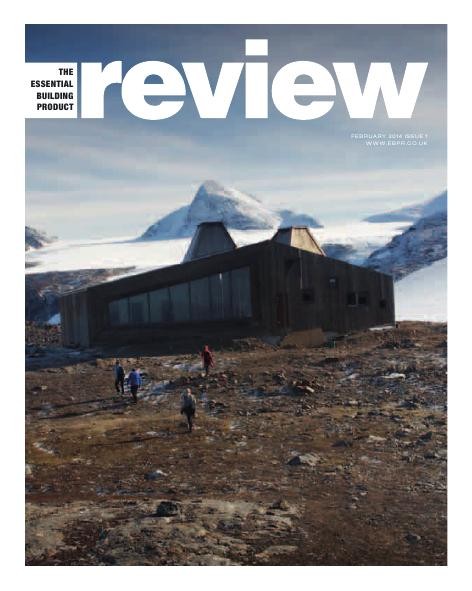 THE
ESSENTIAL
BUILDING
PRODUCT
review
FEBRUARY 2014 ISSUE 1
WWW.EBPR.CO.UK